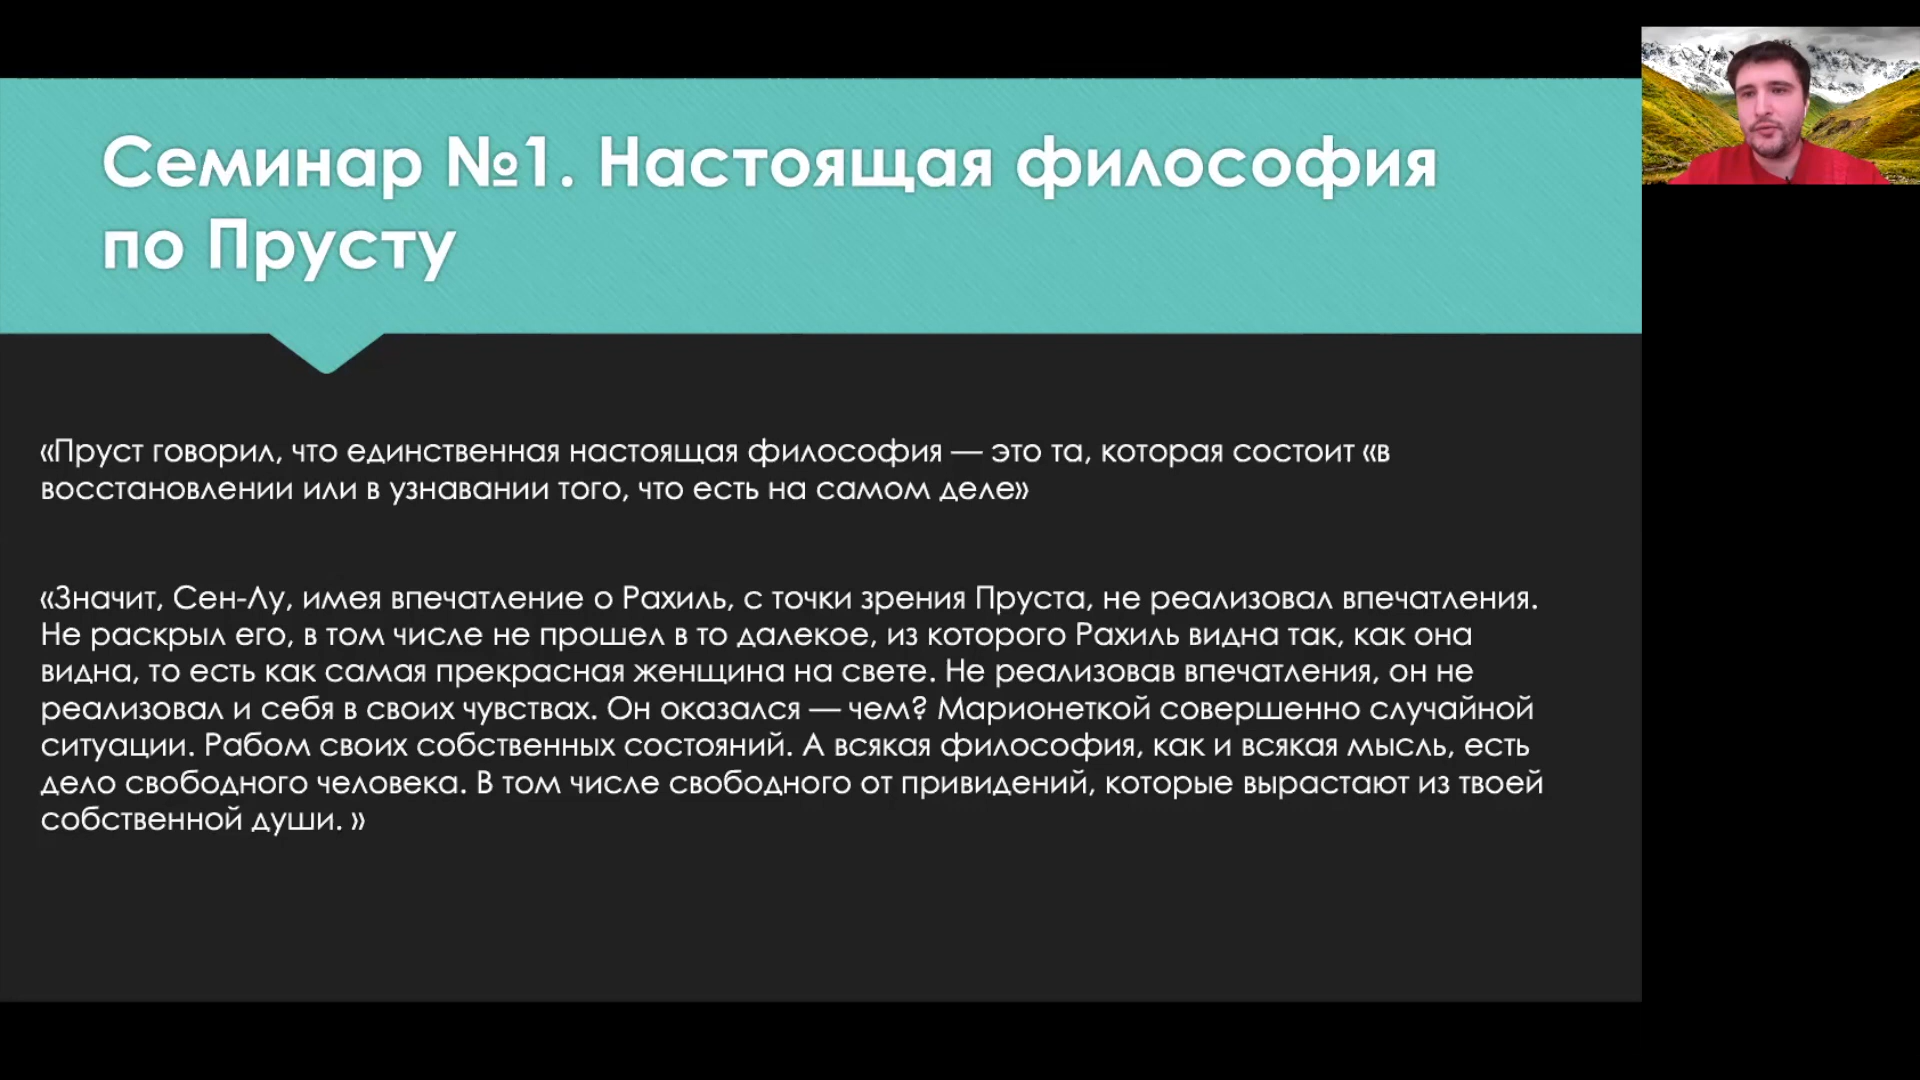 Семинар №1. Настоящая философия
по Прусту
«Пруст говорил, что единственная настоящая философия — это та, которая состоит «в
восстановлении или в узнавании того, что есть на самом деле»
«Значит, Сен-Лу, имея впечатление о Рахиль, с точки зрения Пруста, не реализовал впечатления.
Не раскрыл его, в том числе не прошел в то далекое, из которого Рахиль видна так, как она
видна, то есть как самая прекрасная женщина на свете. Не реализовав впечатления, он не
реализовал и себя в своих чувствах. Он оказался — чем? Марионеткой совершенно случайной
ситуации. Рабом своих собственных состояний. А всякая философия, как и всякая мысль, есть
дело свободного человека. В том числе свободного от привидений, которые вырастают из твоей
собственной души. »